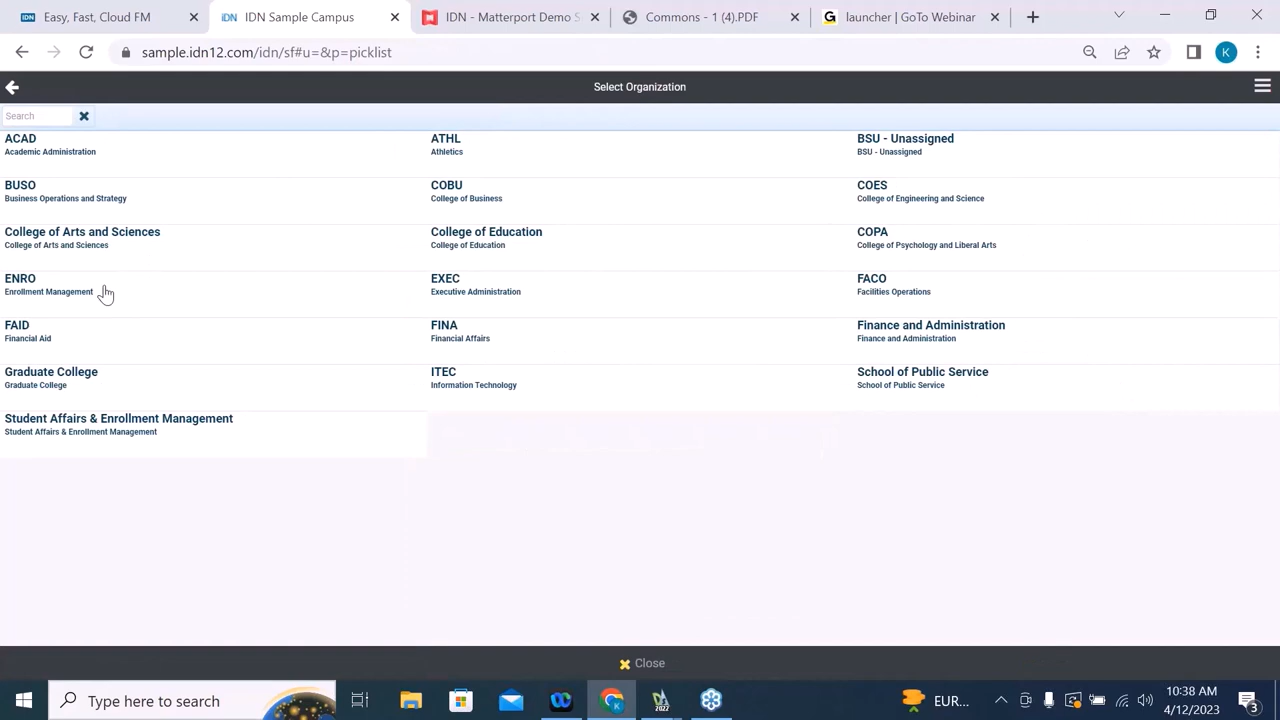 iDN Easy, Fast, Cloud FM
iDN IDN Sample Campus
IDN - Matterport Demo S
Commons - 1 (4).PDF
launcher | GoTo Webinar
sample.idn12.com/idn/sf#u=&p=picklist
K
Select Organization
Search
ACAD
Academic Administration
ATHL
Athletics
BSU - Unassigned
BSU - Unassigned
BUSO
Business Operations and Strategy
COBU
College of Business
COES
College of Engineering and Science
College of Arts and Sciences
College of Arts and Sciences
College of Education
College of Education
COPA
College of Psychology and Liberal Arts
ENRO
Enrollment Management
EXEC
Executive Administration
FACO
Facilities Operations
FAID
Financial Aid
FINA
Financial Affairs
Finance and Administration
Finance and Administration
Graduate College
Graduate College
ITEC
Information Technology
School of Public Service
School of Public Service
Student Affairs & Enrollment Management
Student Affairs & Enrollment Management
Close
Type here to search
2022
EUR...
10:38 AM
4/12/2023
3